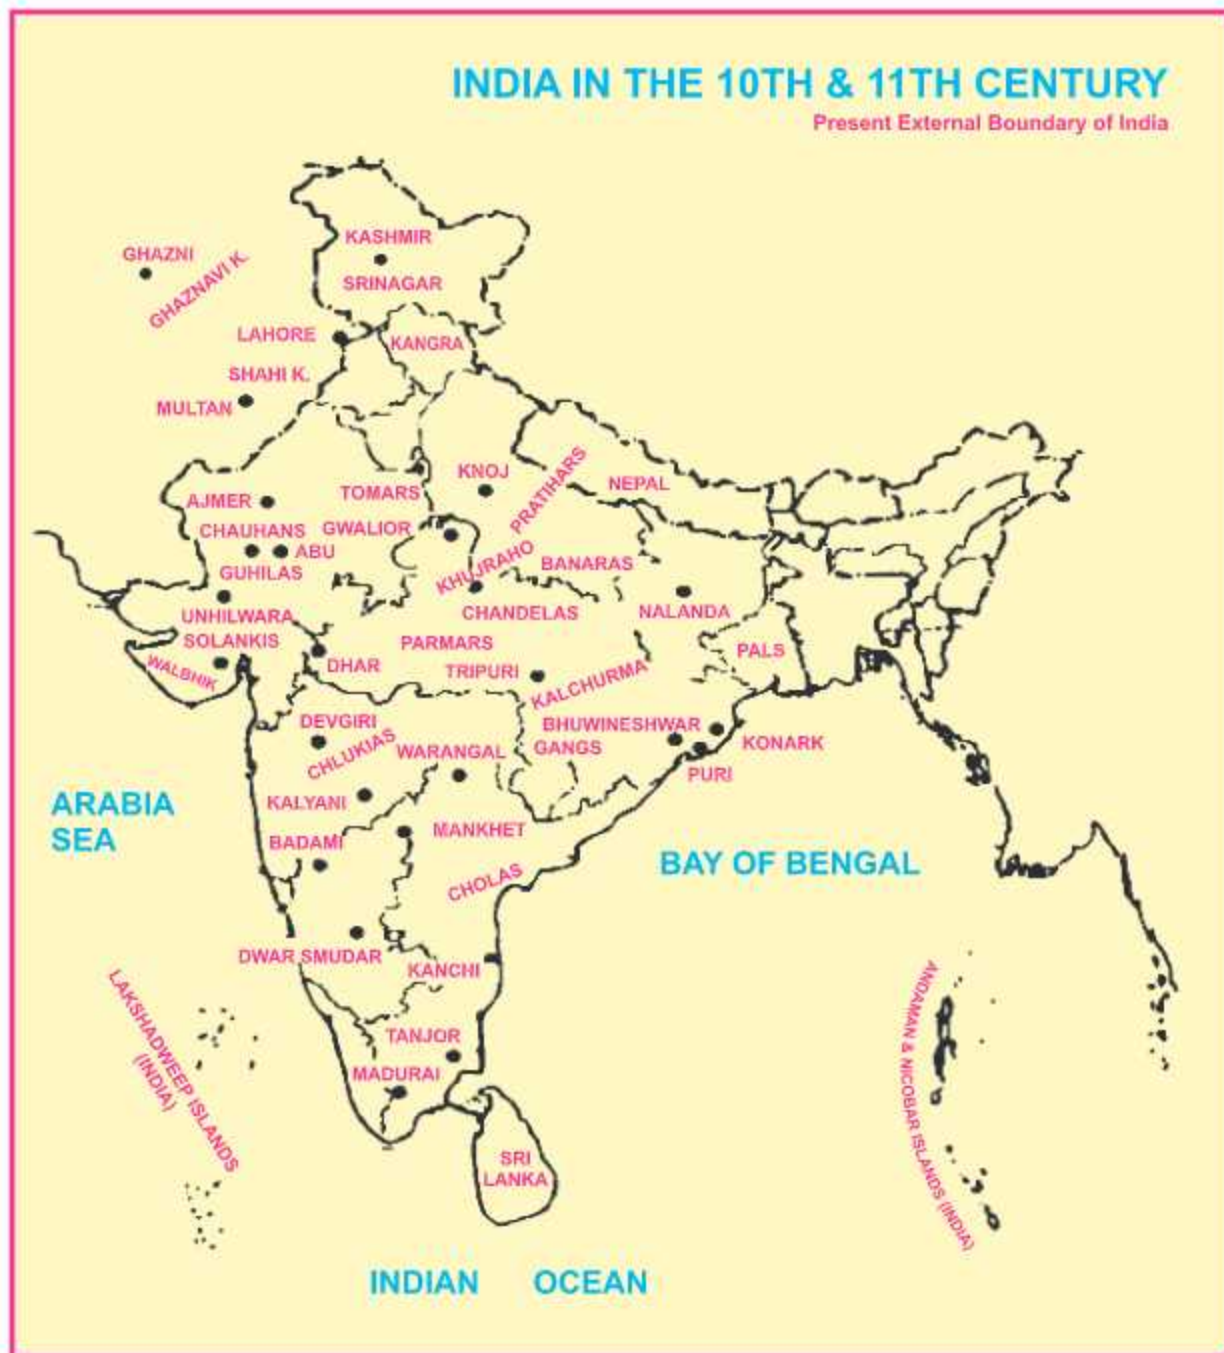 INDIA IN THE 10TH & 11TH CENTURY
Present External Boundary of India
KASHMIR
SRINAGAR
GHAZNI
GHAZNAVI K.
LAHORE
KANGRA
SHAHI K.
MULTAN
KNOJ
PRATIHARS
NEPAL
AJMER
TOMARS
CHAUHANS
GWALIOR
ABU
GUHILAS
KHUJRAHO
BANARAS
UNHILWARA
CHANDELAS
NALANDA
SOLANKIS
PARMARS
PALS
WALBHIK
DHAR
TRIPURI
KALCHURMA
DEVGIRI
CHLUKIAS
WARANGAL
BHUWINESHWAR
GANGS
KONARK
PURI
KALYANI
ARABIA
SEA
BADAMI
MANKHET
BAY OF BENGAL
CHOLAS
DWAR SMUDAR
KANCHI
LAKSHADWEEP ISLANDS
(INDIA)
ANDAMAN & NICOBAR ISLANDS (INDIA)
TANJOR
MADURAI
SRI
LANKA
INDIAN OCEAN